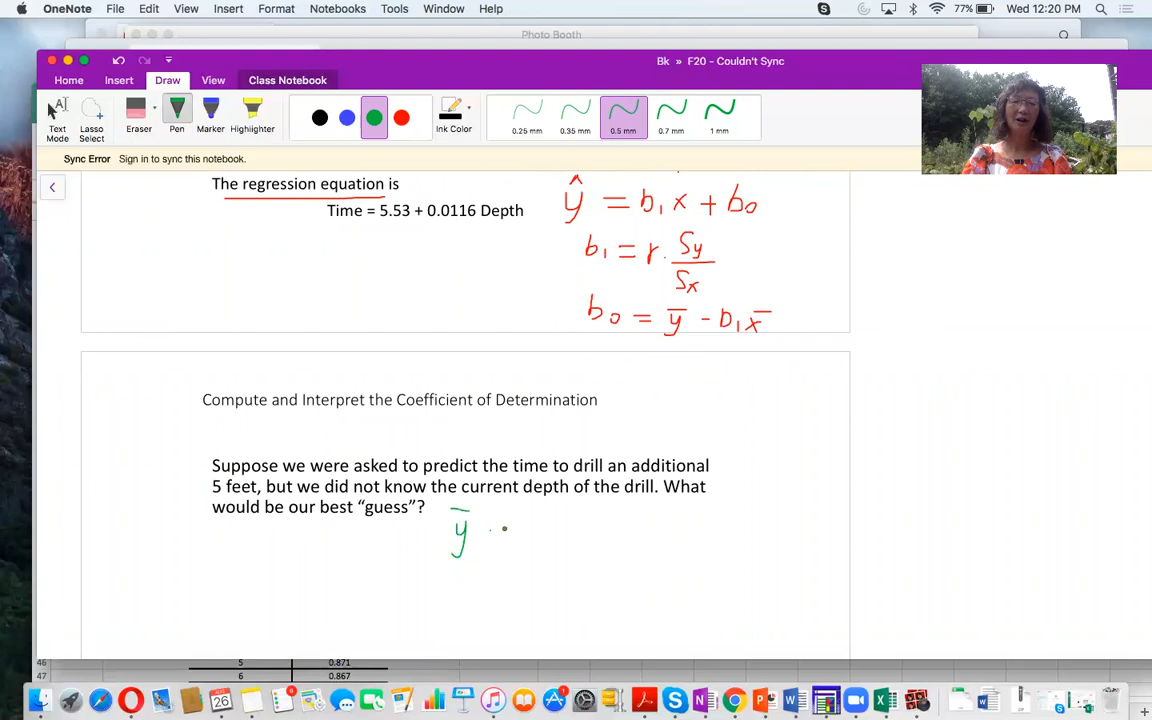 OneNote File Edit View Insert Format Notebooks Tools Window Help 77% Wed 12:20 PM
Photo Booth
Bk » F20 - Couldn't Sync
Home Insert Draw View Class Notebook
Text Mode Lasso Select Eraser Pen Marker Highlighter Ink Color 0.25 mm 0.35 mm 0.5 mm 0.7 mm 1 mm
Sync Error Sign in to sync this notebook.
The regression equation is
Time = 5.53 + 0.0116 Depth
ŷ = b₁x + b₀
b₁ = r · Sy/Sx
b₀ = ȳ - b₁x̄
Compute and Interpret the Coefficient of Determination
Suppose we were asked to predict the time to drill an additional
5 feet, but we did not know the current depth of the drill. What
would be our best “guess”?
ȳ
46 5 0.871
47 6 0.867
26